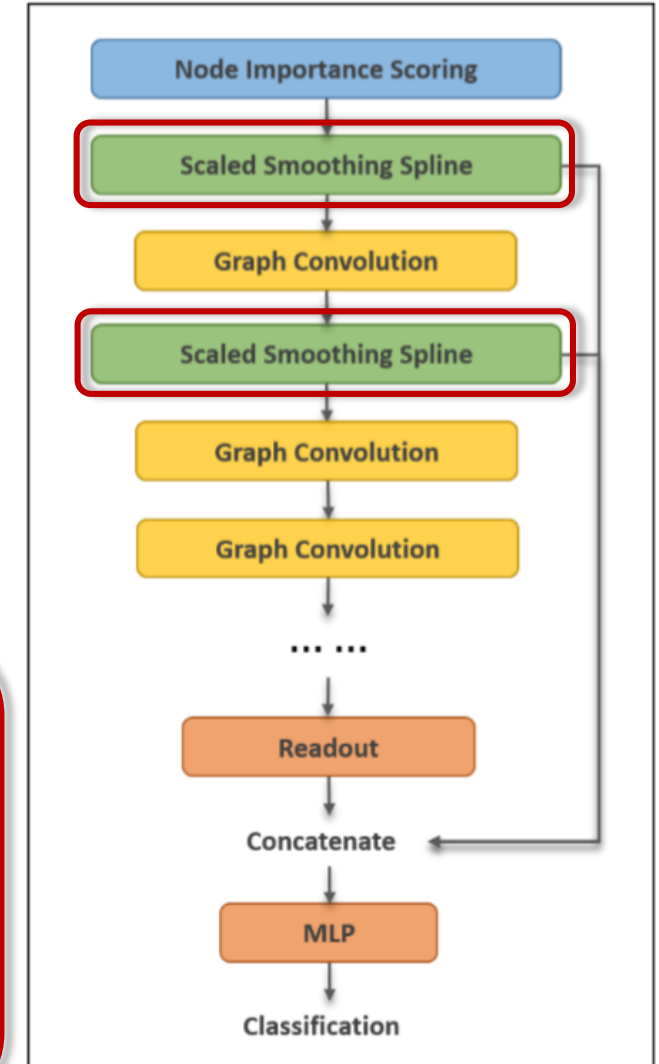 Node Importance Scoring
Scaled Smoothing Spline
Graph Convolution
Scaled Smoothing Spline
Graph Convolution
Graph Convolution
... ...
Readout
Concatenate
MLP
Classification